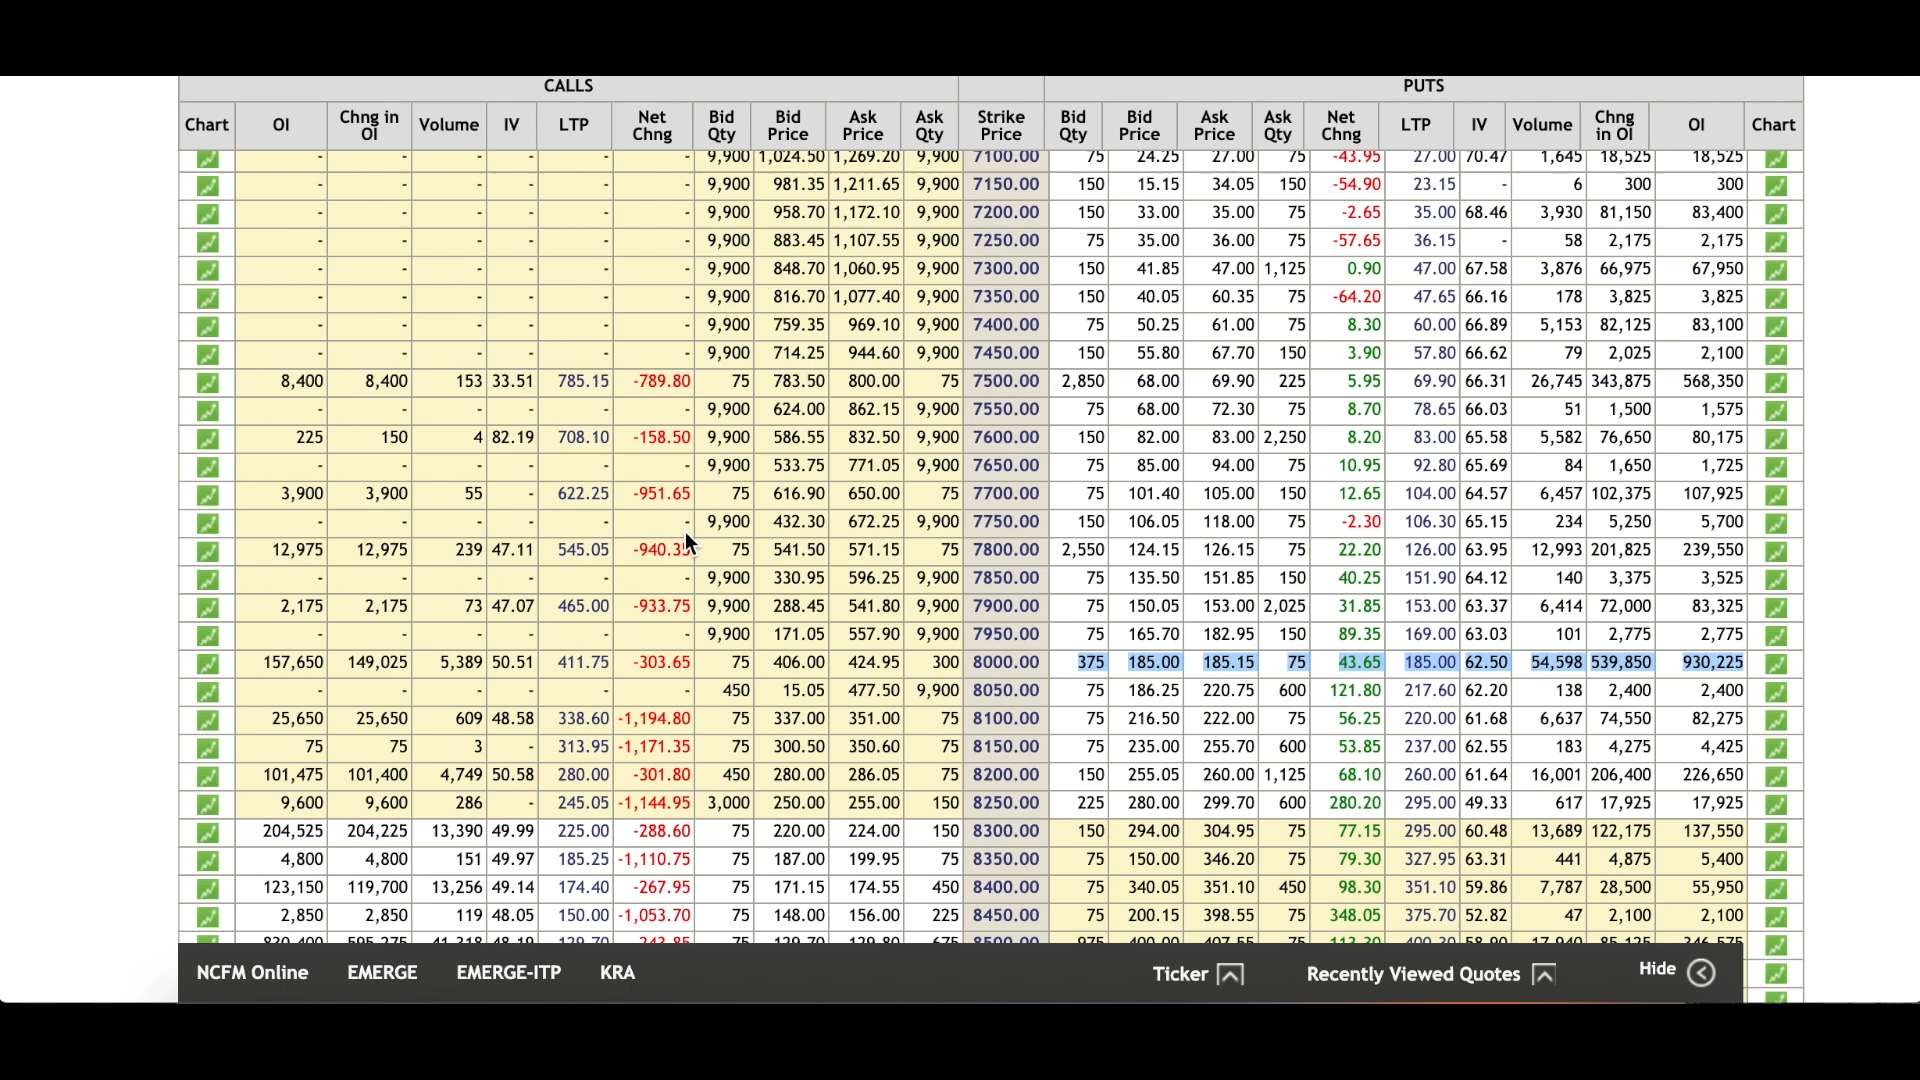 CALLS PUTS
Chart OI Chng in OI Volume IV LTP Net Chng Bid Qty Bid Price Ask Price Ask Qty Strike Price Bid Qty Bid Price Ask Price Ask Qty Net Chng LTP IV Volume Chng in OI OI Chart
- - - - - - 9,900 1,024.50 1,269.20 9,900 7100.00 75 24.25 27.00 75 -43.95 27.00 70.47 1,645 18,525 18,525
- - - - - - 9,900 981.35 1,211.65 9,900 7150.00 150 15.15 34.05 150 -54.90 23.15 - 6 300 300
- - - - - - 9,900 958.70 1,172.10 9,900 7200.00 150 33.00 35.00 75 -2.65 35.00 68.46 3,930 81,150 83,400
- - - - - - 9,900 883.45 1,107.55 9,900 7250.00 75 35.00 36.00 75 -57.65 36.15 - 58 2,175 2,175
- - - - - - 9,900 848.70 1,060.95 9,900 7300.00 150 41.85 47.00 1,125 0.90 47.00 67.58 3,876 66,975 67,950
- - - - - - 9,900 816.70 1,077.40 9,900 7350.00 150 40.05 60.35 75 -64.20 47.65 66.16 178 3,825 3,825
- - - - - - 9,900 759.35 969.10 9,900 7400.00 75 50.25 61.00 75 8.30 60.00 66.89 5,153 82,125 83,100
- - - - - - 9,900 714.25 944.60 9,900 7450.00 150 55.80 67.70 150 3.90 57.80 66.62 79 2,025 2,100
8,400 8,400 153 33.51 785.15 -789.80 75 783.50 800.00 75 7500.00 2,850 68.00 69.90 225 5.95 69.90 66.31 26,745 343,875 568,350
- - - - - - 9,900 624.00 862.15 9,900 7550.00 75 68.00 72.30 75 8.70 78.65 66.03 51 1,500 1,575
225 150 4 82.19 708.10 -158.50 9,900 586.55 832.50 9,900 7600.00 150 82.00 83.00 2,250 8.20 83.00 65.58 5,582 76,650 80,175
- - - - - - 9,900 533.75 771.05 9,900 7650.00 75 85.00 94.00 75 10.95 92.80 65.69 84 1,650 1,725
3,900 3,900 55 - 622.25 -951.65 75 616.90 650.00 75 7700.00 75 101.40 105.00 150 12.65 104.00 64.57 6,457 102,375 107,925
- - - - - - 9,900 432.30 672.25 9,900 7750.00 150 106.05 118.00 75 -2.30 106.30 65.15 234 5,250 5,700
12,975 12,975 239 47.11 545.05 -940.35 75 541.50 571.15 75 7800.00 2,550 124.15 126.15 75 22.20 126.00 63.95 12,993 201,825 239,550
- - - - - - 9,900 330.95 596.25 9,900 7850.00 75 135.50 151.85 150 40.25 151.90 64.12 140 3,375 3,525
2,175 2,175 73 47.07 465.00 -933.75 9,900 288.45 541.80 9,900 7900.00 75 150.05 153.00 2,025 31.85 153.00 63.37 6,414 72,000 83,325
- - - - - - 9,900 171.05 557.90 9,900 7950.00 75 165.70 182.95 150 89.35 169.00 63.03 101 2,775 2,775
157,650 149,025 5,389 50.51 411.75 -303.65 75 406.00 424.95 300 8000.00 375 185.00 185.15 75 43.65 185.00 62.50 54,598 539,850 930,225
- - - - - - 450 15.05 477.50 9,900 8050.00 75 186.25 220.75 600 121.80 217.60 62.20 138 2,400 2,400
25,650 25,650 609 48.58 338.60 -1,194.80 75 337.00 351.00 75 8100.00 75 216.50 222.00 75 56.25 220.00 61.68 6,637 74,550 82,275
75 75 3 - 313.95 -1,171.35 75 300.50 350.60 75 8150.00 75 235.00 255.70 600 53.85 237.00 62.55 183 4,275 4,425
101,475 101,400 4,749 50.58 280.00 -301.80 450 280.00 286.05 75 8200.00 150 255.05 260.00 1,125 68.10 260.00 61.64 16,001 206,400 226,650
9,600 9,600 286 - 245.05 -1,144.95 3,000 250.00 255.00 150 8250.00 225 280.00 299.70 600 280.20 295.00 49.33 617 17,925 17,925
204,525 204,225 13,390 49.99 225.00 -288.60 75 220.00 224.00 150 8300.00 150 294.00 304.95 75 77.15 295.00 60.48 13,689 122,175 137,550
4,800 4,800 151 49.97 185.25 -1,110.75 75 187.00 199.95 75 8350.00 75 150.00 346.20 75 79.30 327.95 63.31 441 4,875 5,400
123,150 119,700 13,256 49.14 174.40 -267.95 75 171.15 174.55 450 8400.00 75 340.05 351.10 450 98.30 351.10 59.86 7,787 28,500 55,950
2,850 2,850 119 48.05 150.00 -1,053.70 75 148.00 156.00 225 8450.00 75 200.15 398.55 75 348.05 375.70 52.82 47 2,100 2,100
NCFM Online EMERGE EMERGE-ITP KRA Ticker Recently Viewed Quotes Hide